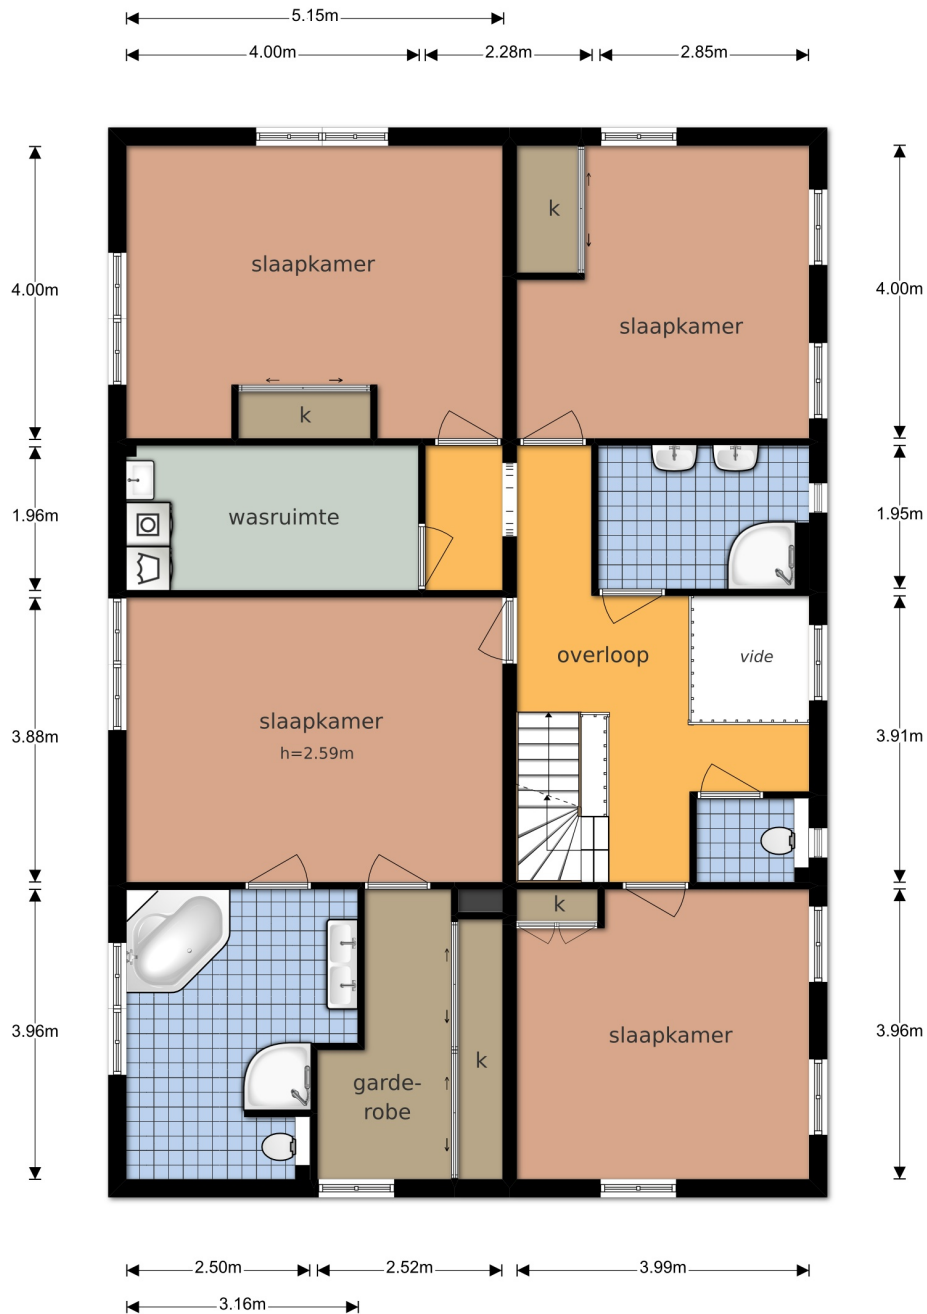 5.15m
4.00m
2.28m
2.85m
k
slaapkamer
4.00m
4.00m
slaapkamer
k
1.96m
wasruimte
1.95m
overloop
vide
slaapkamer
h=2.59m
3.88m
3.91m
k
3.96m
slaapkamer
3.96m
k
garde-
robe
2.50m
2.52m
3.99m
3.16m